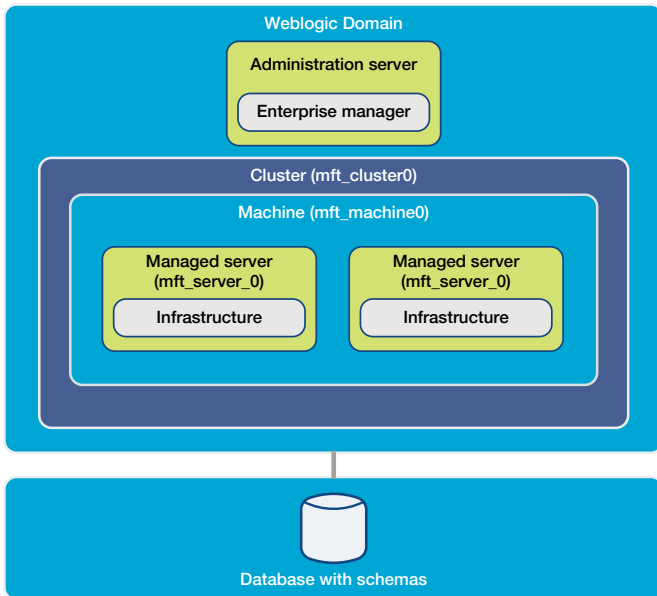 Weblogic Domain
Administration server
Enterprise manager
Cluster (mft_cluster0)
Machine (mft_machine0)
Managed server
(mft_server_0)
Infrastructure
Managed server
(mft_server_0)
Infrastructure
Database with schemas